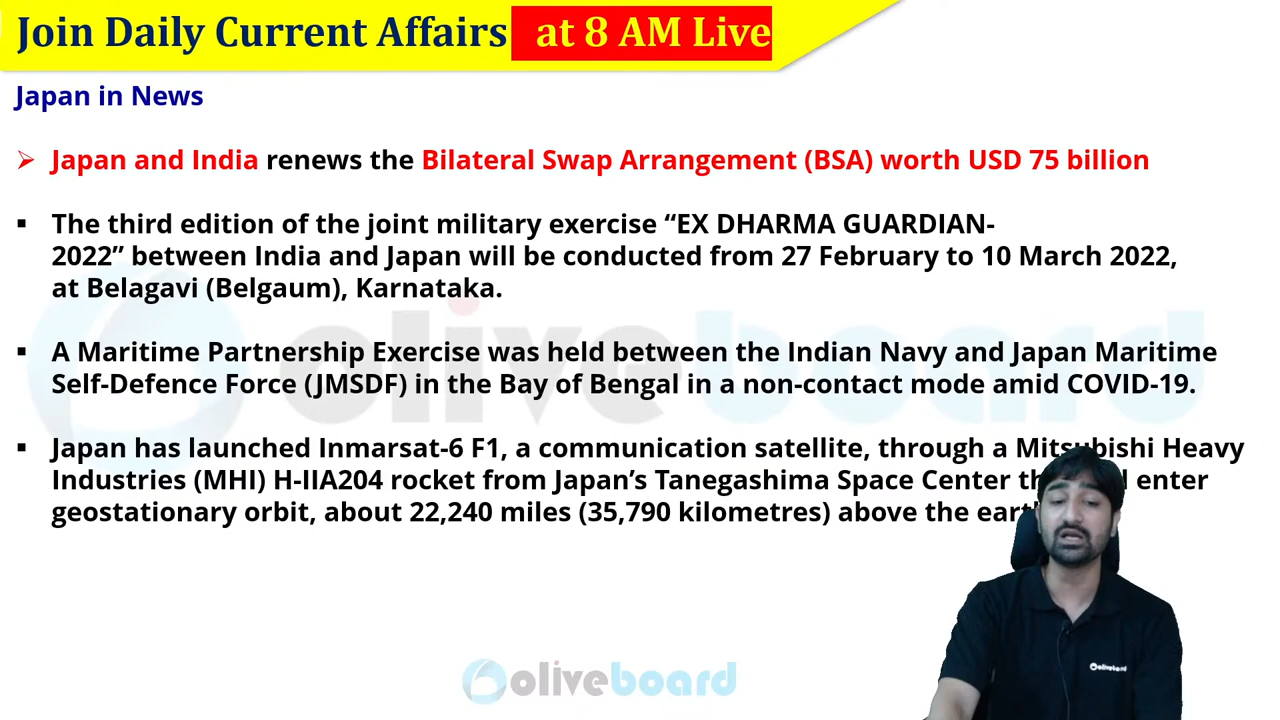 Join Daily Current Affairs at 8 AM Live
Japan in News
Japan and India renews the Bilateral Swap Arrangement (BSA) worth USD 75 billion
The third edition of the joint military exercise “EX DHARMA GUARDIAN-
2022” between India and Japan will be conducted from 27 February to 10 March 2022,
at Belagavi (Belgaum), Karnataka.
A Maritime Partnership Exercise was held between the Indian Navy and Japan Maritime
Self-Defence Force (JMSDF) in the Bay of Bengal in a non-contact mode amid COVID-19.
Japan has launched Inmarsat-6 F1, a communication satellite, through a Mitsubishi Heavy
Industries (MHI) H-IIA204 rocket from Japan’s Tanegashima Space Center enter
geostationary orbit, about 22,240 miles (35,790 kilometres) above the earth
oliveboard
oliveboard
oliveboard